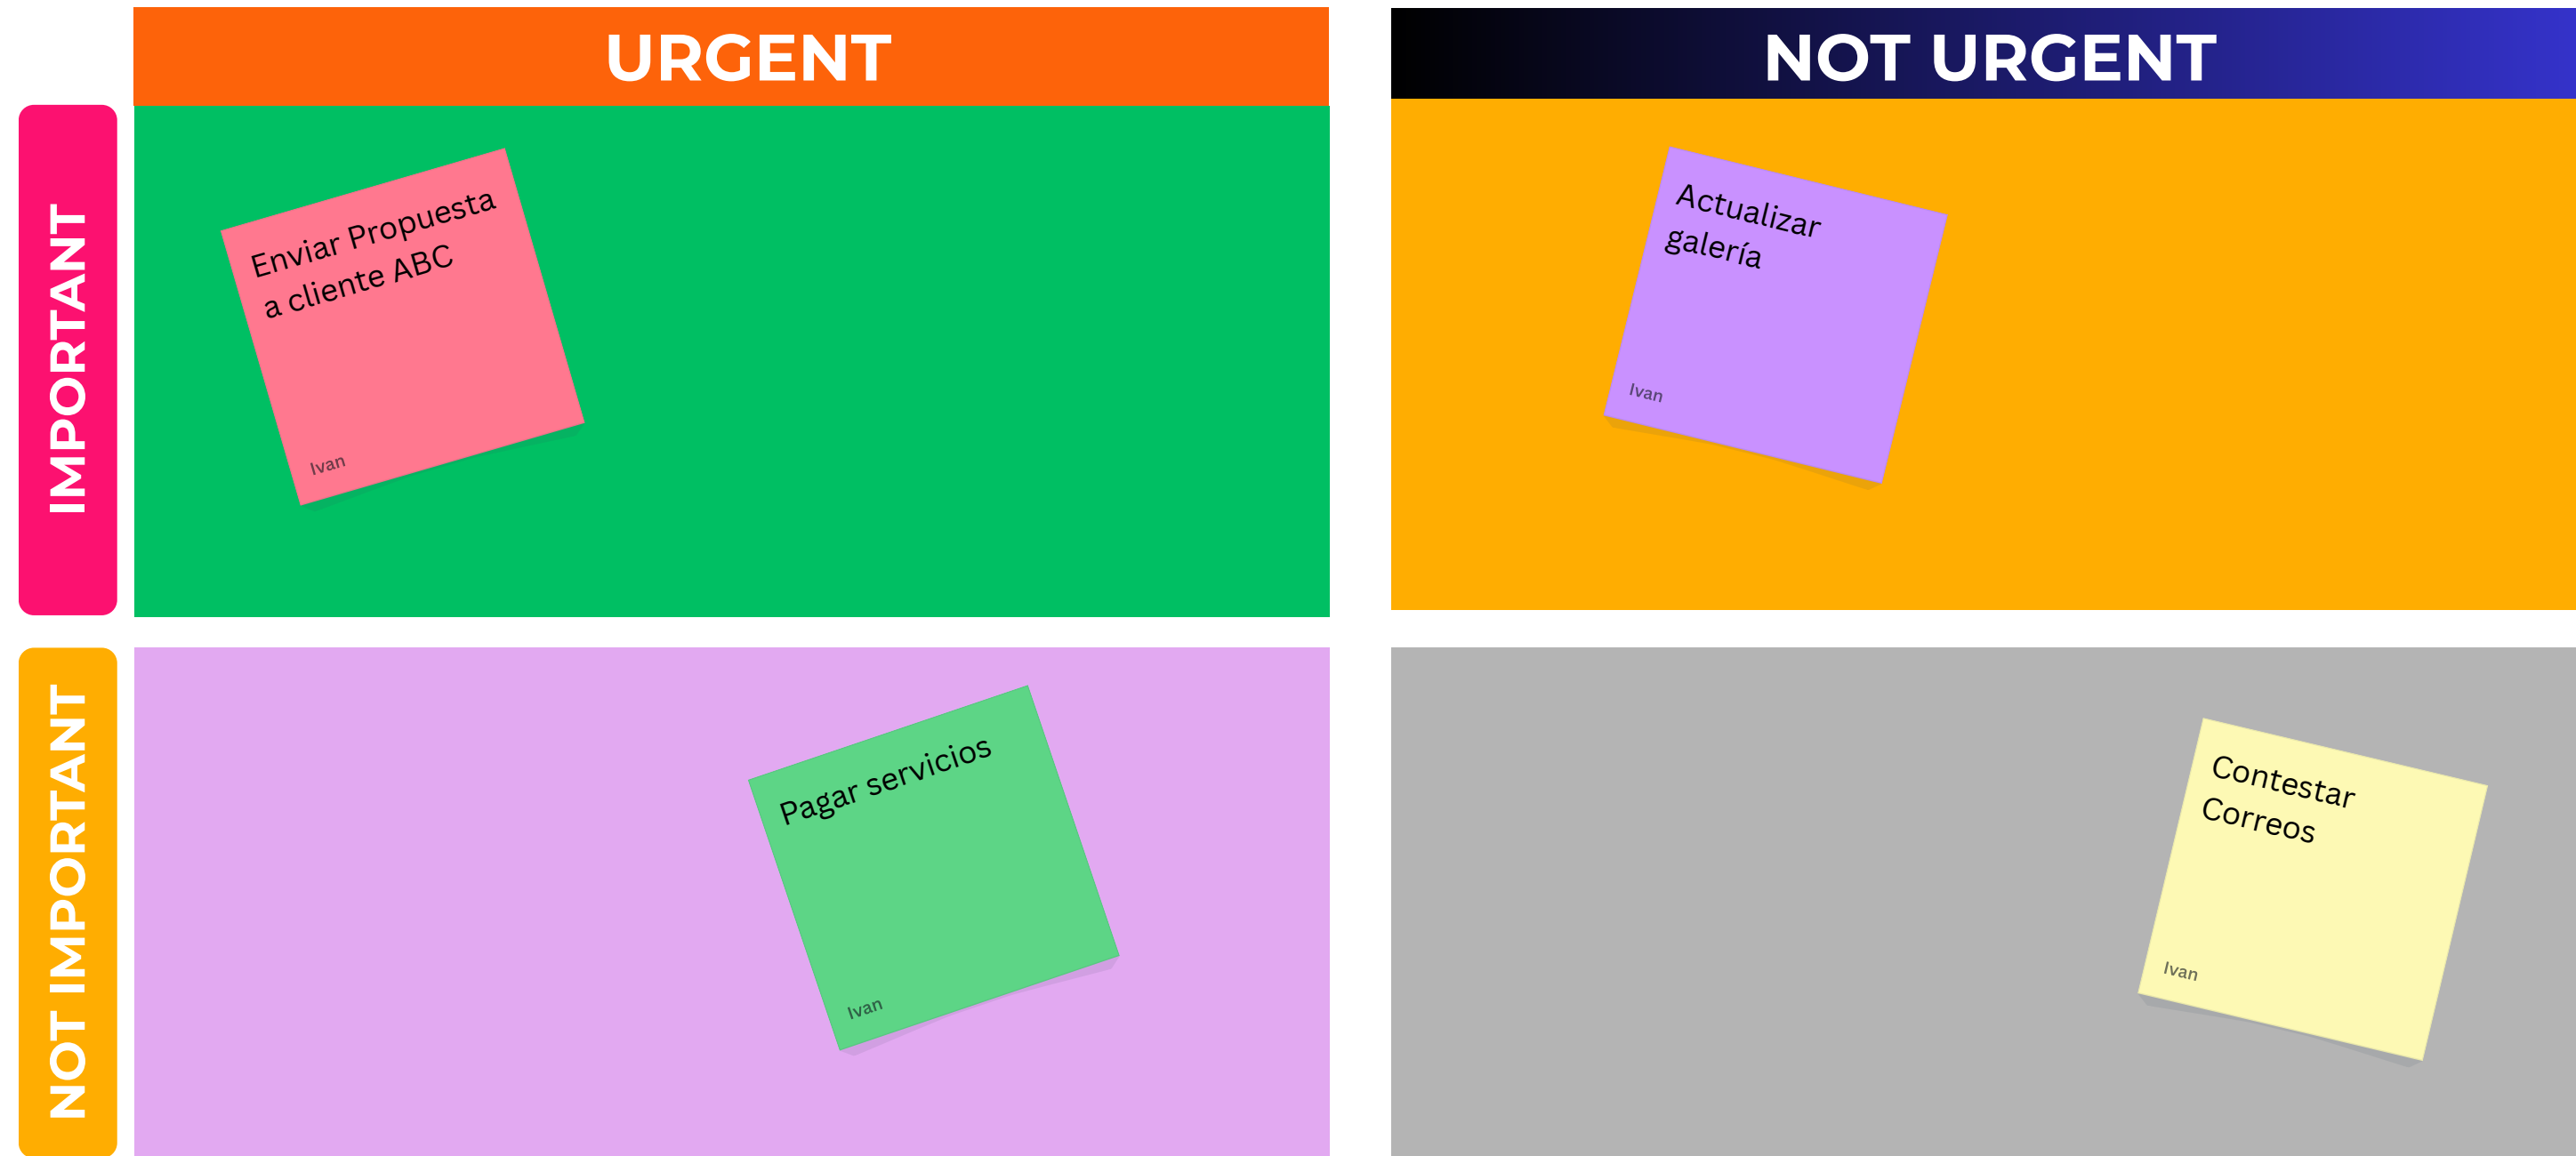 URGENT
NOT URGENT
IMPORTANT
Enviar Propuesta
a cliente ABC
Ivan
Actualizar
galería
Ivan
NOT IMPORTANT
Pagar servicios
Ivan
Contestar
Correos
Ivan